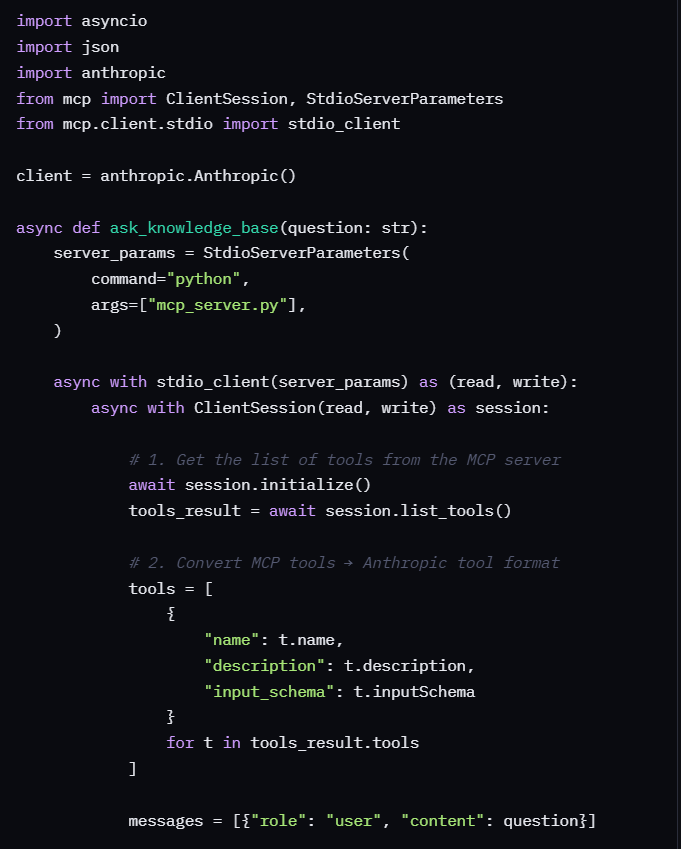 import asyncio
import json
import anthropic
from mcp import ClientSession, StdioServerParameters
from mcp.client.stdio import stdio_client

client = anthropic.Anthropic()

async def ask_knowledge_base(question: str):
    server_params = StdioServerParameters(
        command="python",
        args=["mcp_server.py"],
    )

    async with stdio_client(server_params) as (read, write):
        async with ClientSession(read, write) as session:

            # 1. Get the list of tools from the MCP server
            await session.initialize()
            tools_result = await session.list_tools()

            # 2. Convert MCP tools → Anthropic tool format
            tools = [
                {
                    "name": t.name,
                    "description": t.description,
                    "input_schema": t.inputSchema
                }
                for t in tools_result.tools
            ]

            messages = [{"role": "user", "content": question}]